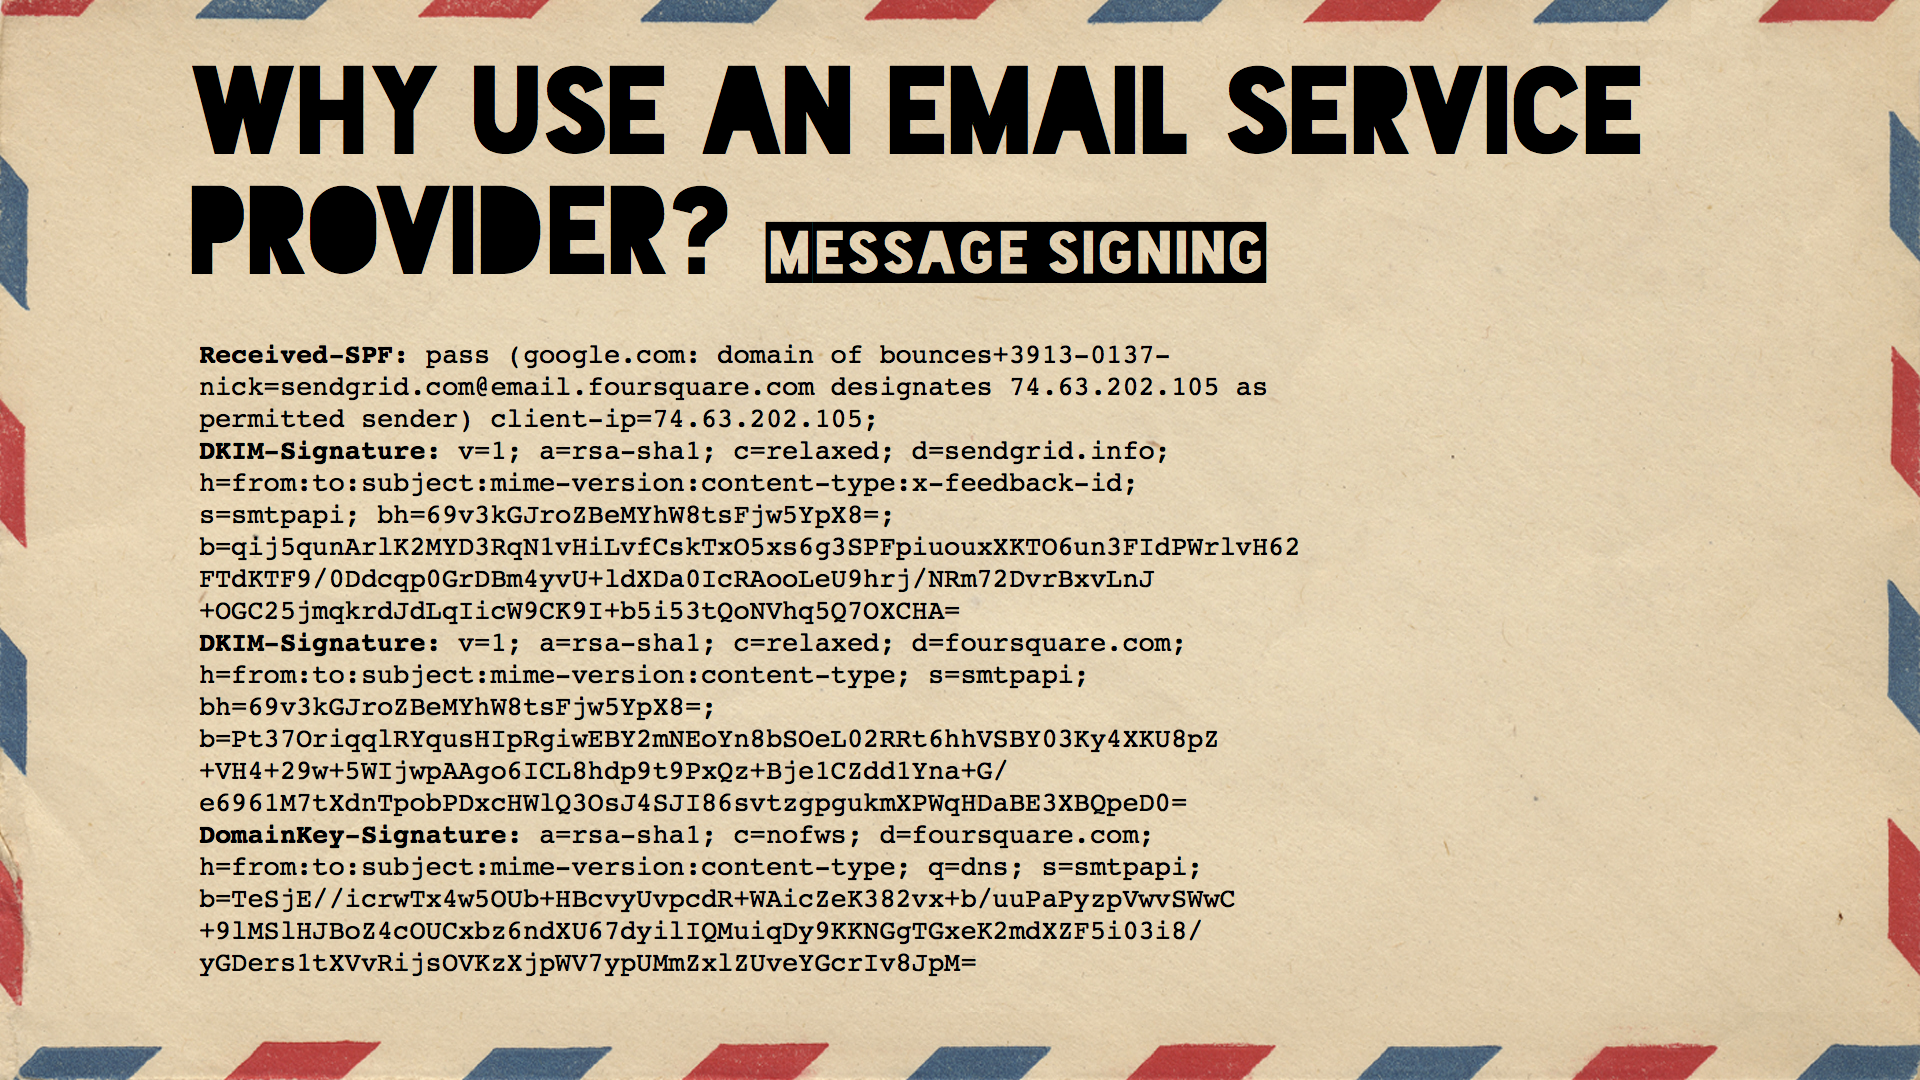 WHY USE AN EMAIL SERVICE
PROVIDER? MESSAGE SIGNING
Received-SPF: pass (google.com: domain of bounces+3913-0137-
nick=sendgrid.com@email.foursquare.com designates 74.63.202.105 as
permitted sender) client-ip=74.63.202.105;
DKIM-Signature: v=1; a=rsa-sha1; c=relaxed; d=sendgrid.info;
h=from:to:subject:mime-version:content-type:x-feedback-id;
s=smtpapi; bh=69v3kGJroZBeMYhW8tsFjw5YpX8=;
b=qij5qunArlK2MYD3RqN1vHiLvfCskTxO5xs6g3SPFpiuouxXKTO6un3FIdPWrlvH62
FTdKTF9/0Ddcqp0GrDBm4yvU+ldXDa0IcRAooLeU9hrj/NRm72DvrBxvLnJ
+OGC25jmqkrdJdLqIicW9CK9I+b5i53tQoNVhq5Q7OXCHA=
DKIM-Signature: v=1; a=rsa-sha1; c=relaxed; d=foursquare.com;
h=from:to:subject:mime-version:content-type; s=smtpapi;
bh=69v3kGJroZBeMYhW8tsFjw5YpX8=;
b=Pt37OriqqlRYqusHIpRgiwEBY2mNEoYn8bSOeL02RRt6hhVSBY03Ky4XKU8pZ
+VH4+29w+5WIjwpAAgo6ICL8hdp9t9PxQz+Bje1CZdd1Yna+G/
e6961M7tXdnTpobPDxcHWlQ3OsJ4SJI86svtzgpgukmXPWqHDaBE3XBQpeD0=
DomainKey-Signature: a=rsa-sha1; c=nofws; d=foursquare.com;
h=from:to:subject:mime-version:content-type; q=dns; s=smtpapi;
b=TeSjE//icrwTx4w5OUb+HBcvyUvpcdR+WAicZeK382vx+b/uuPaPyzpVwvSWwC
+9lMSlHJBoZ4cOUCxbz6ndXU67dyilIQMuiqDy9KKNGgTGxeK2mdXZF5i03i8/
yGDers1tXVvRijsOVKzXjpWV7ypUMmZxlZUveYGcrIv8JpM=